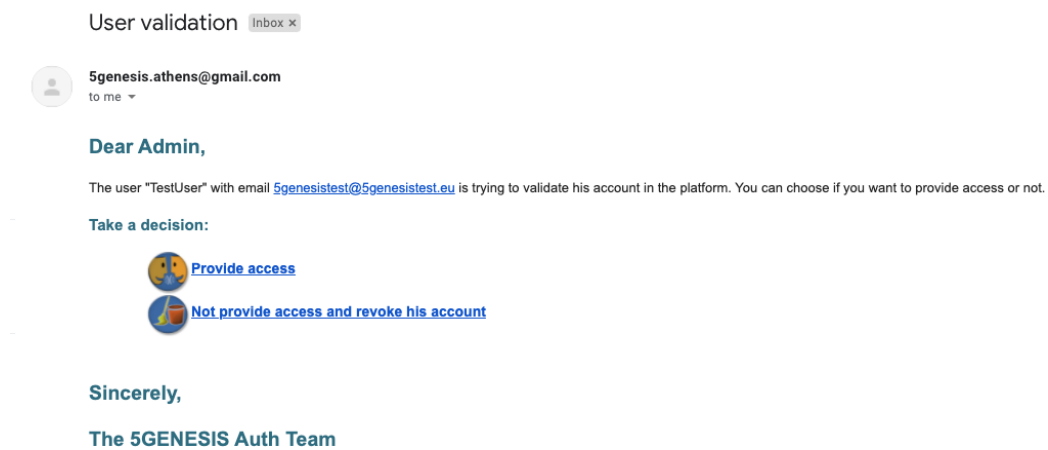 User validation Inbox ×
5genesis.athens@gmail.com
to me
Dear Admin,
The user "TestUser" with email 5genesistest@5genesistest.eu is trying to validate his account in the platform. You can choose if you want to provide access or not.
Take a decision:
Provide access
Not provide access and revoke his account
Sincerely,
The 5GENESIS Auth Team